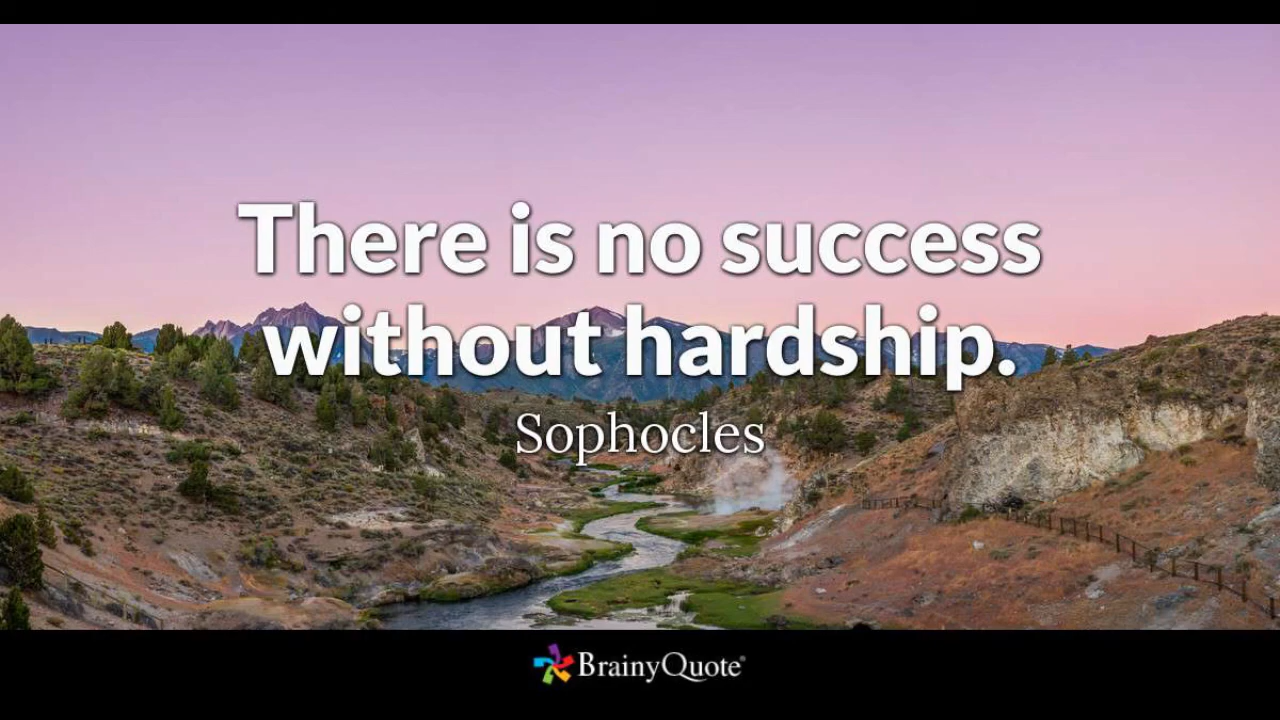 There is no success
without hardship.
Sophocles
BrainyQuote®